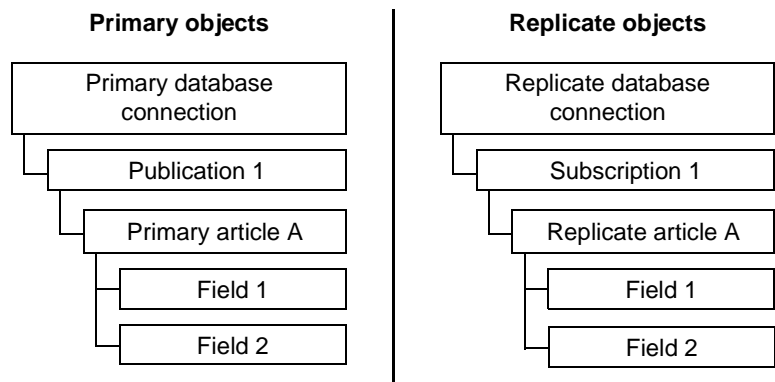 Primary objects
Primary database
connection
Publication 1
Primary article A
Field 1
Field 2
Replicate objects
Replicate database
connection
Subscription 1
Replicate article A
Field 1
Field 2